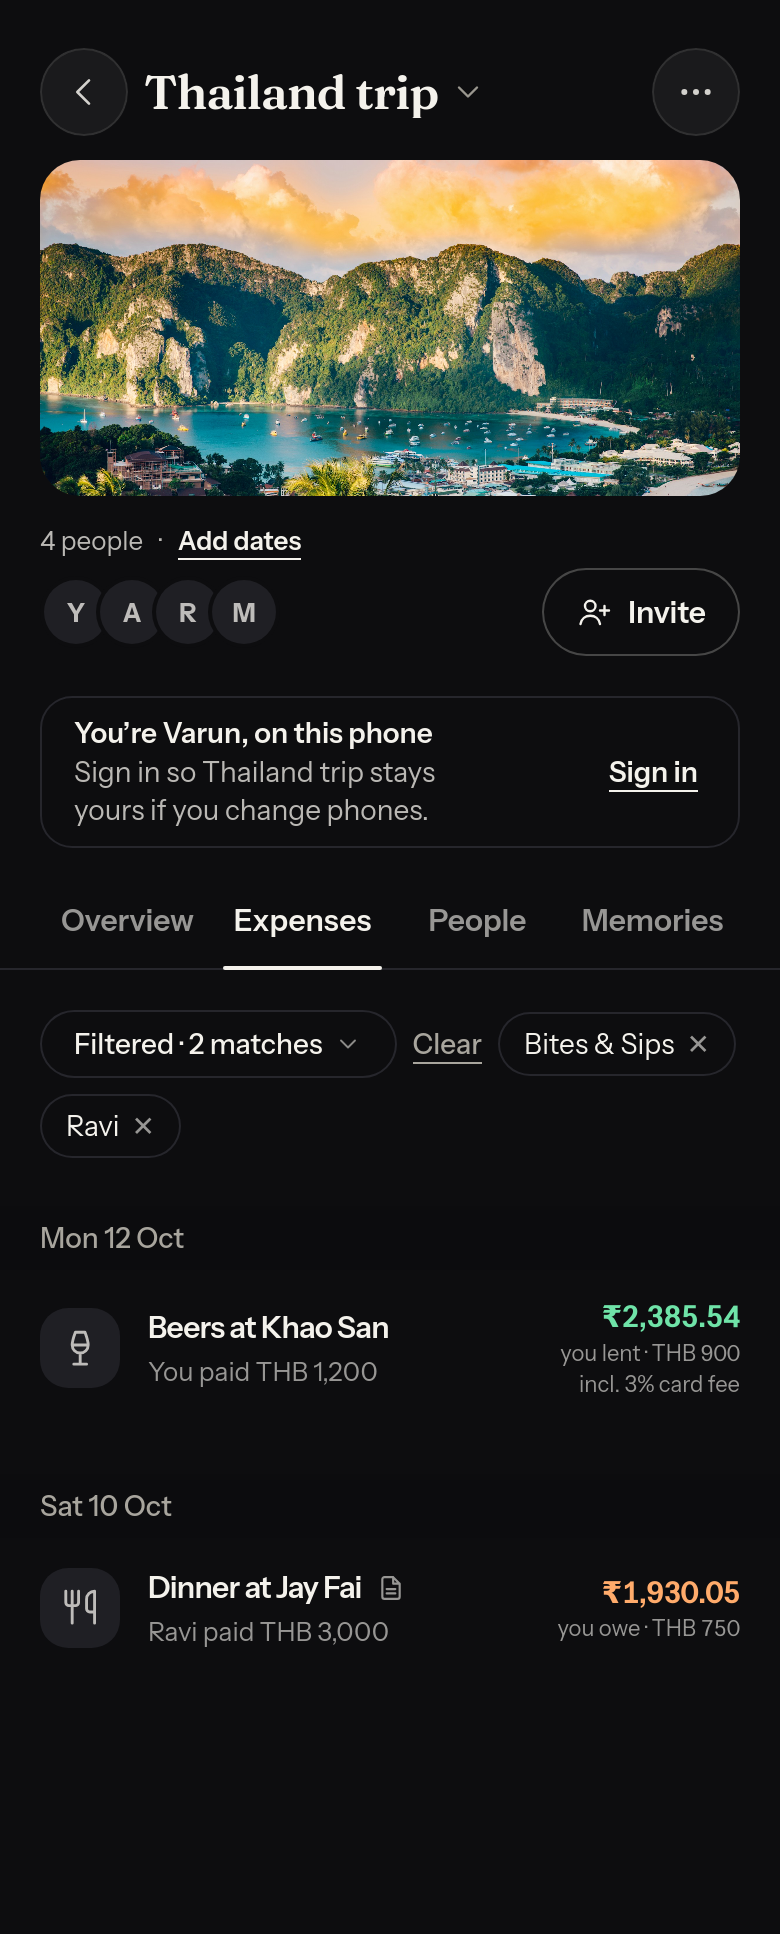 Thailand trip
4 people · Add dates
Y A R M
Invite
You’re Varun, on this phone
Sign in so Thailand trip stays
yours if you change phones.
Sign in
Overview Expenses People Memories
Filtered · 2 matches Clear Bites & Sips ✕
Ravi ✕
Mon 12 Oct
Beers at Khao San
You paid THB 1,200
₹2,385.54
you lent · THB 900
incl. 3% card fee
Sat 10 Oct
Dinner at Jay Fai
Ravi paid THB 3,000
₹1,930.05
you owe · THB 750